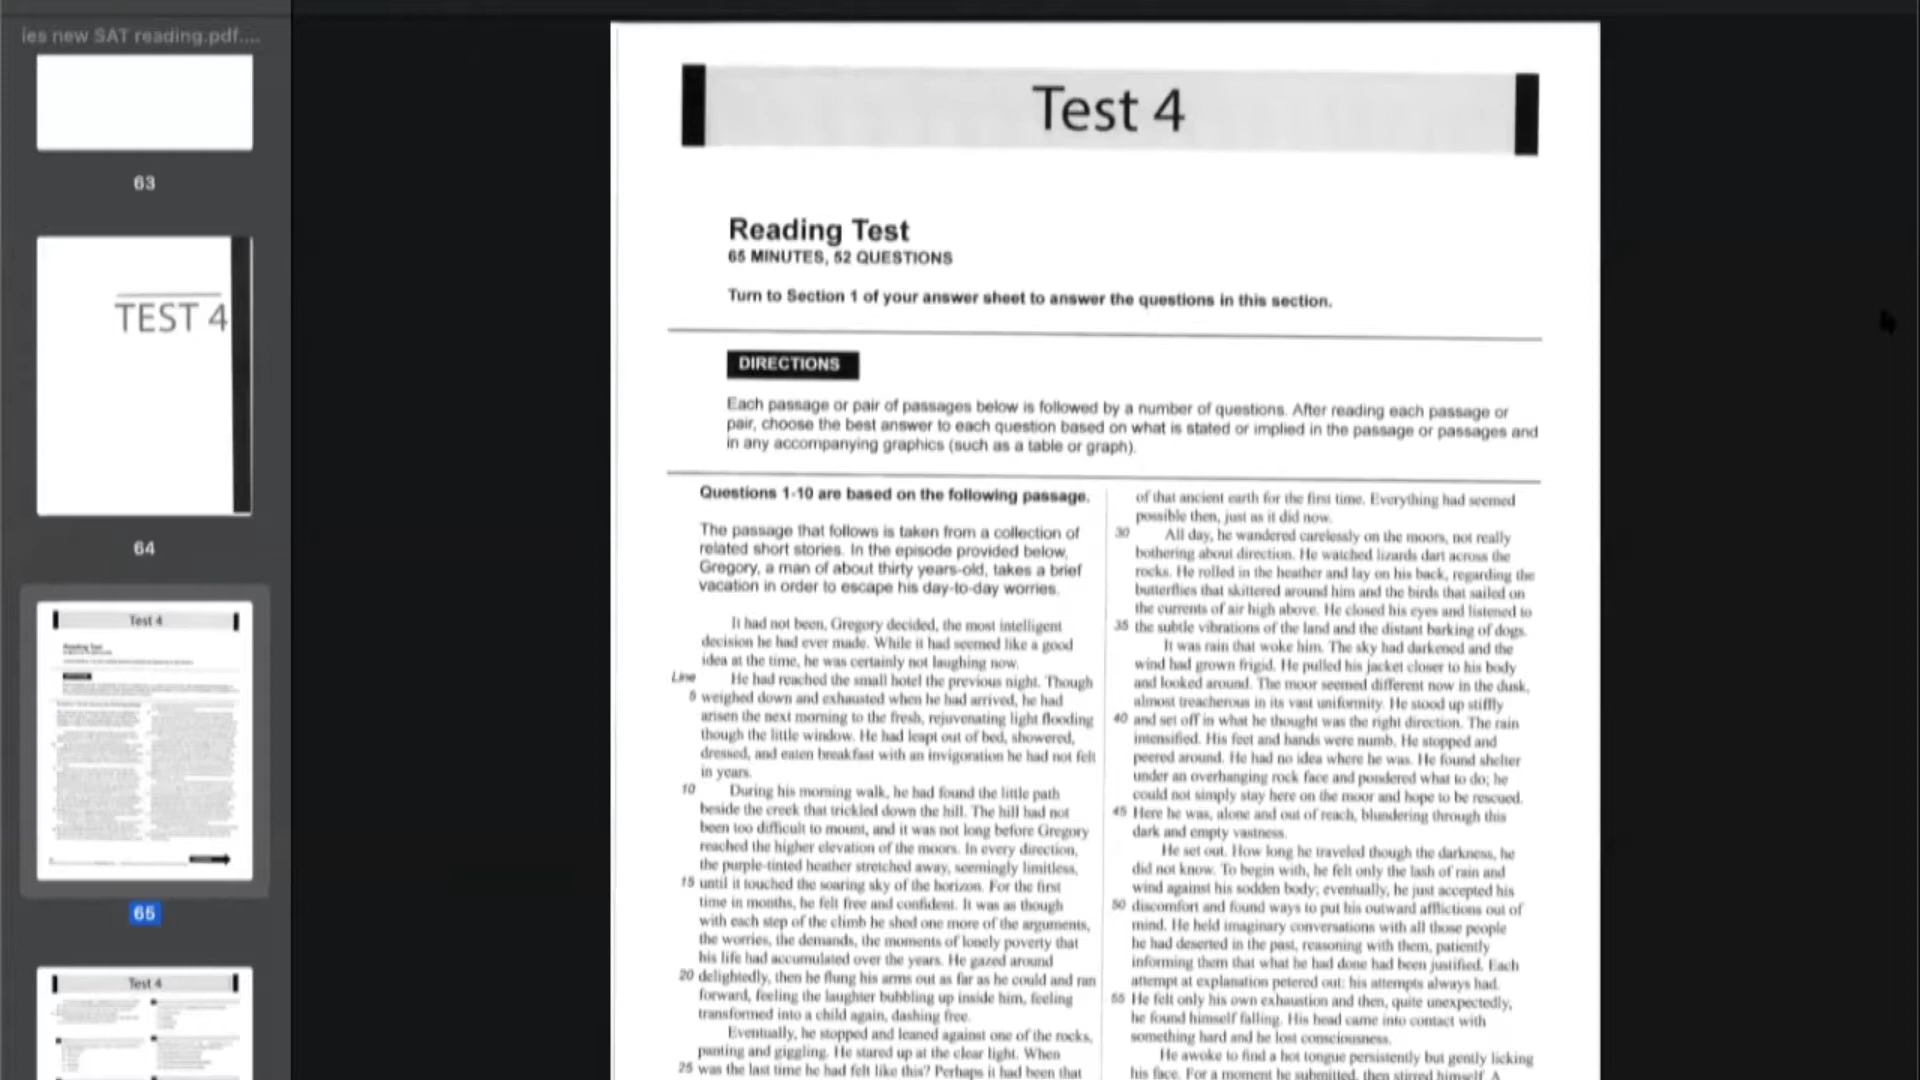 ies new SAT reading.pdf....
63
TEST 4
64
Test 4
Reading Test
65
Test 4
Test 4
Reading Test
65 MINUTES, 52 QUESTIONS
Turn to Section 1 of your answer sheet to answer the questions in this section.
DIRECTIONS
Each passage or pair of passages below is followed by a number of questions. After reading each passage or
pair, choose the best answer to each question based on what is stated or implied in the passage or passages and
in any accompanying graphics (such as a table or graph).
Questions 1-10 are based on the following passage.
The passage that follows is taken from a collection of
related short stories. In the episode provided below,
Gregory, a man of about thirty years-old, takes a brief
vacation in order to escape his day-to-day worries.
It had not been, Gregory decided, the most intelligent
decision he had ever made. While it had seemed like a good
idea at the time, he was certainly not laughing now.
Line He had reached the small hotel the previous night. Though
5 weighed down and exhausted when he had arrived, he had
arisen the next morning to the fresh, rejuvenating light flooding
though the little window. He had leapt out of bed, showered,
dressed, and eaten breakfast with an invigoration he had not felt
in years.
10 During his morning walk, he had found the little path
beside the creek that trickled down the hill. The hill had not
been too difficult to mount, and it was not long before Gregory
reached the higher elevation of the moors. In every direction,
the purple-tinted heather stretched away, seemingly limitless,
15 until it touched the soaring sky of the horizon. For the first
time in months, he felt free and confident. It was as though
with each step of the climb he shed one more of the arguments,
the worries, the demands, the moments of lonely poverty that
his life had accumulated over the years. He gazed around
20 delightedly, then he flung his arms out as far as he could and ran
forward, feeling the laughter bubbling up inside him, feeling
transformed into a child again, dashing free.
Eventually, he stopped and leaned against one of the rocks,
panting and giggling. He stared up at the clear light. When
25 was the last time he had felt like this? Perhaps it had been that
of that ancient earth for the first time. Everything had seemed
possible then, just as it did now.
30 All day, he wandered carelessly on the moors, not really
bothering about direction. He watched lizards dart across the
rocks. He rolled in the heather and lay on his back, regarding the
butterflies that skittered around him and the birds that sailed on
the currents of air high above. He closed his eyes and listened to
35 the subtle vibrations of the land and the distant barking of dogs.
It was rain that woke him. The sky had darkened and the
wind had grown frigid. He pulled his jacket closer to his body
and looked around. The moor seemed different now in the dusk,
almost treacherous in its vast uniformity. He stood up stiffly
40 and set off in what he thought was the right direction. The rain
intensified. His feet and hands were numb. He stopped and
peered around. He had no idea where he was. He found shelter
under an overhanging rock face and pondered what to do; he
could not simply stay here on the moor and hope to be rescued.
45 Here he was, alone and out of reach, blundering through this
dark and empty vastness.
He set out. How long he traveled though the darkness, he
did not know. To begin with, he felt only the lash of rain and
wind against his sodden body; eventually, he just accepted his
50 discomfort and found ways to put his outward afflictions out of
mind. He held imaginary conversations with all those people
he had deserted in the past, reasoning with them, patiently
informing them that what he had done had been justified. Each
attempt at explanation petered out: his attempts always had.
55 He felt only his own exhaustion and then, quite unexpectedly,
he found himself falling. His head came into contact with
something hard and he lost consciousness.
He awoke to find a hot tongue persistently but gently licking
his face. For a moment he submitted, then stirred himself. A